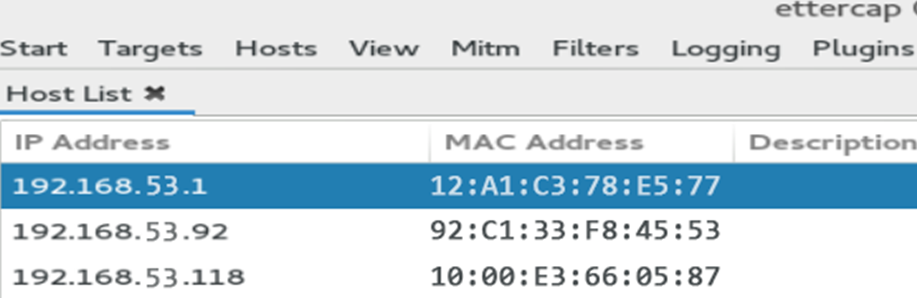 ettercap
Start Targets Hosts View Mitm Filters Logging Plugins
Host List ✖
IP Address MAC Address Description
192.168.53.1 12:A1:C3:78:E5:77
192.168.53.92 92:C1:33:F8:45:53
192.168.53.118 10:00:E3:66:05:87